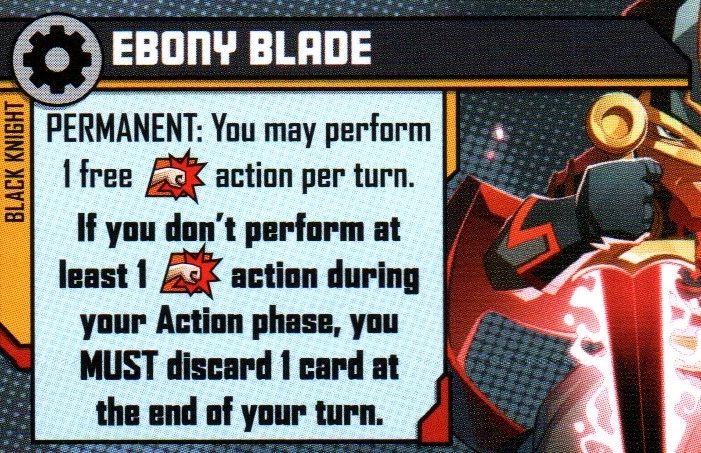 EBONY BLADE
BLACK KNIGHT
PERMANENT: You may perform
1 free action per turn.
If you don't perform at
least 1 action during
your Action phase, you
MUST discard 1 card at
the end of your turn.